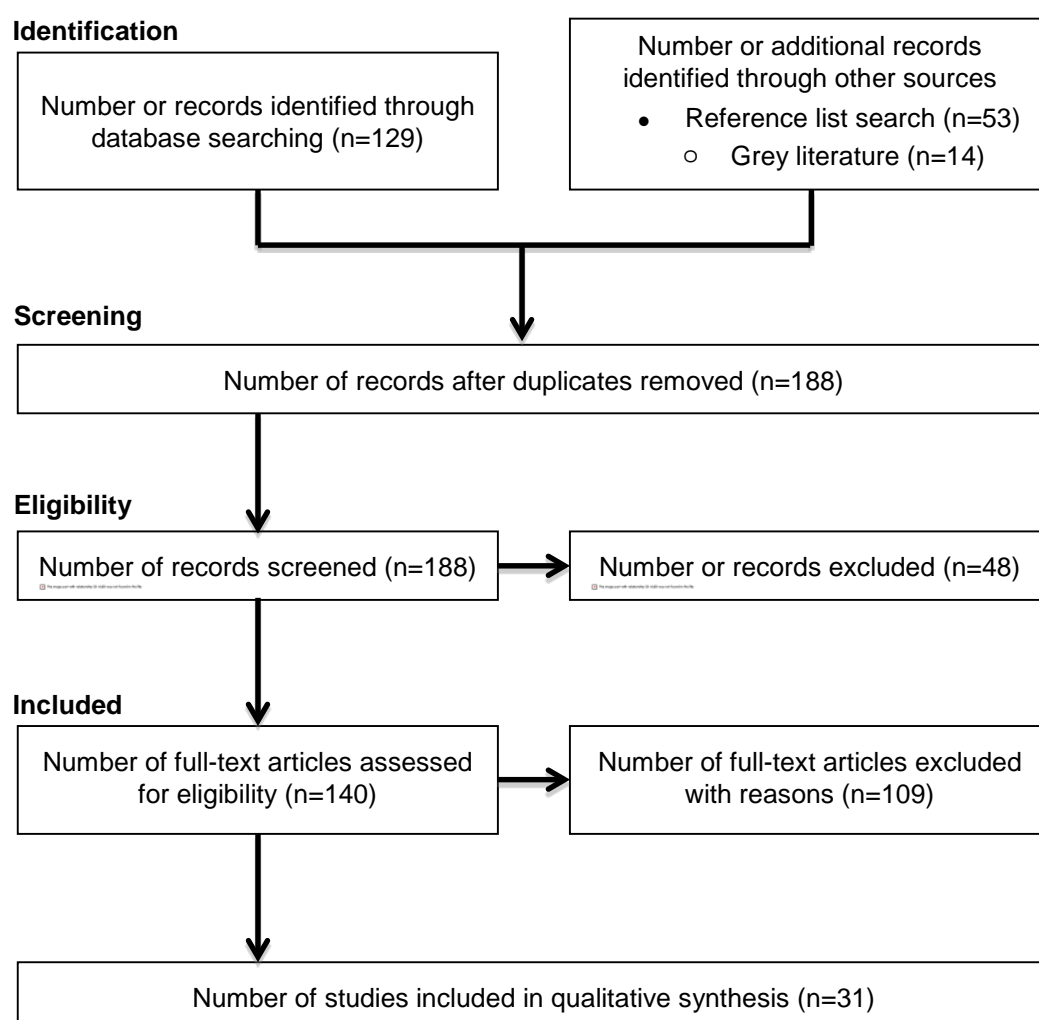 Identification
Number or records identified through
database searching (n=129)
Number or additional records
identified through other sources
• Reference list search (n=53)
○ Grey literature (n=14)
Screening
Number of records after duplicates removed (n=188)
Eligibility
Number of records screened (n=188)
Number or records excluded (n=48)
Included
Number of full-text articles assessed
for eligibility (n=140)
Number of full-text articles excluded
with reasons (n=109)
Number of studies included in qualitative synthesis (n=31)